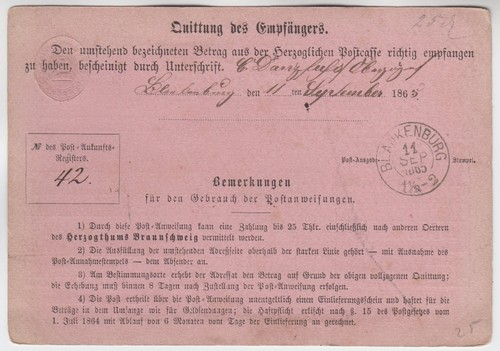 Quittung des Empfängers.
Den umstehend bezeichneten Betrag aus der Herzoglichen Postcasse richtig empfangen
zu haben, bescheinigt durch Unterschrift.
Blankenburg den 11 ten September 1865
№ des Post-Ankunfts-
Registers.
42.
Post-Ausgabe-
Stempel.
BLANKENBURG
11
SEP
1865
Bemerkungen
für den Gebrauch der Postanweisungen.
1) Durch diese Post-Anweisung kann eine Zahlung bis 25 Thlr. einschließlich nach anderen Oertern
des Herzogthums Braunschweig vermittelt werden.
2) Die Ausfüllung der umstehenden Adreßseite oberhalb der starken Linie gehört — mit Ausnahme des
Post-Annahmestempels — dem Absender an.
3) Am Bestimmungsorte erhebt der Adressat den Betrag auf Grund der obigen vollzogenen Quittung;
die Erhebung muß binnen 8 Tagen nach Zustellung der Post-Anweisung erfolgen.
4) Die Post ertheilt über die Post-Anweisung unentgeltlich einen Einlieferungsschein und haftet für die
Beträge in dem Umfange wie für Geldsendungen; die Haftpflicht erlischt nach §. 15 des Postgesetzes vom
1. Juli 1864 mit Ablauf von 6 Monaten vom Tage der Einlieferung an gerechnet.
25